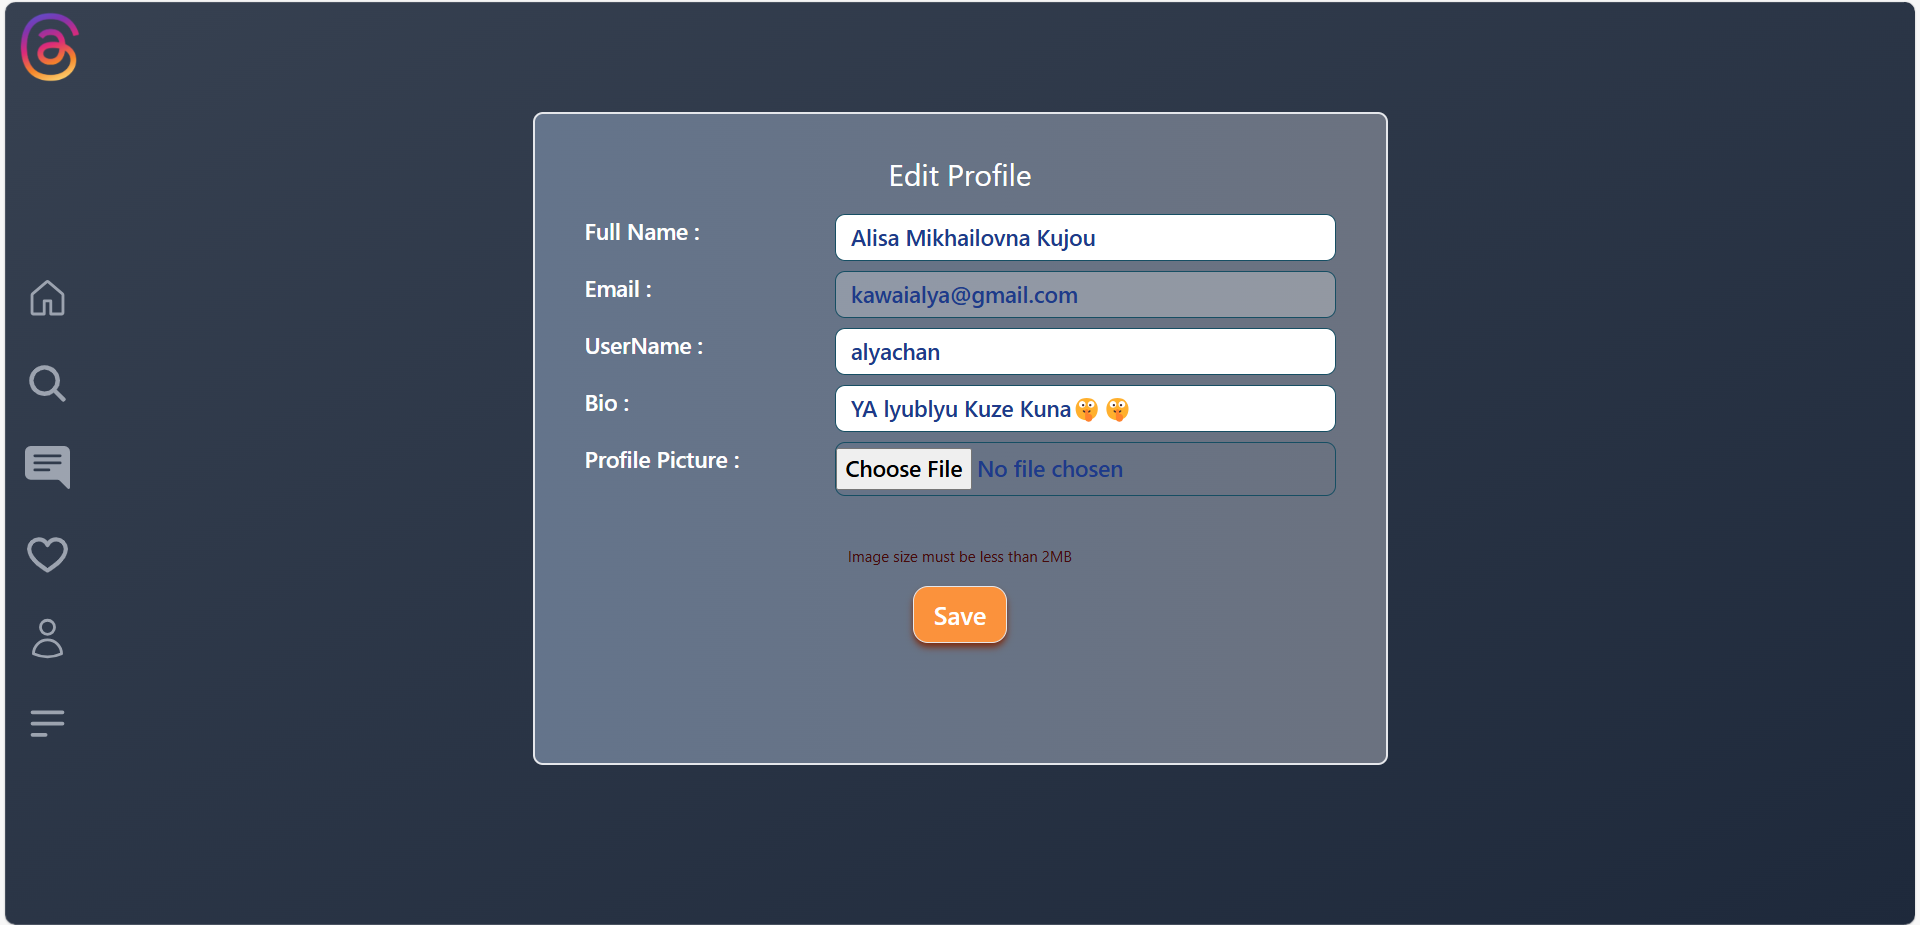 Edit Profile
Full Name : Alisa Mikhailovna Kujou
Email : kawaialya@gmail.com
UserName : alyachan
Bio : YA lyublyu Kuze Kuna🤪 🤪
Profile Picture : Choose File No file chosen
Image size must be less than 2MB
Save